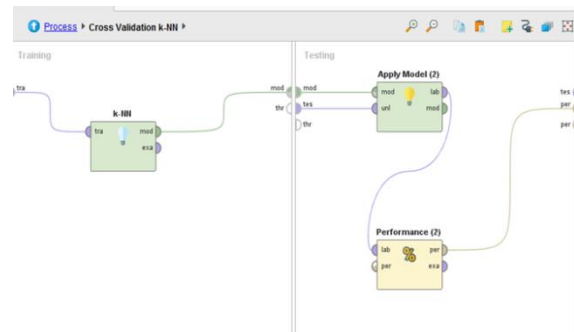 Process ▸ Cross Validation k-NN ▸
Training
Testing
tra
k-NN
tra
mod
exa
mod
thr
mod
tes
thr
Apply Model (2)
mod
lab
unl
mod
tes
per
per
Performance (2)
lab
per
per
exa